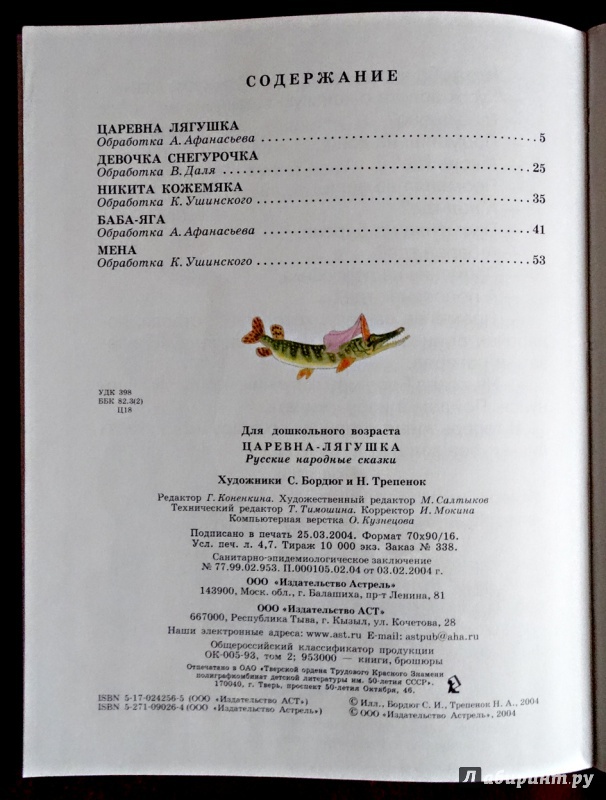 СОДЕРЖАНИЕ
ЦАРЕВНА ЛЯГУШКА
Обработка А. Афанасьева ........ 5
ДЕВОЧКА СНЕГУРОЧКА
Обработка В. Даля ........ 25
НИКИТА КОЖЕМЯКА
Обработка К. Ушинского ........ 35
БАБА-ЯГА
Обработка А. Афанасьева ........ 41
МЕНА
Обработка К. Ушинского ........ 53
УДК 398
ББК 82.3(2)
Ц18
Для дошкольного возраста
ЦАРЕВНА-ЛЯГУШКА
Русские народные сказки
Художники С. Бордюг и Н. Трепенок
Редактор Г. Коненкина. Художественный редактор М. Салтыков
Технический редактор Т. Тимошина. Корректор И. Мокина
Компьютерная верстка О. Кузнецова
Подписано в печать 25.03.2004. Формат 70х90/16.
Усл. печ. л. 4,7. Тираж 10 000 экз. Заказ № 338.
Санитарно-эпидемиологическое заключение
№ 77.99.02.953. П.000105.02.04 от 03.02.2004 г.
ООО «Издательство Астрель»
143900, Моск. обл., г. Балашиха, пр-т Ленина, 81
ООО «Издательство АСТ»
667000, Республика Тыва, г. Кызыл, ул. Кочетова, 28
Наши электронные адреса: www.ast.ru E-mail: astpub@aha.ru
Общероссийский классификатор продукции
ОК-005-93, том 2; 953000 — книги, брошюры
Отпечатано в ОАО «Тверской ордена Трудового Красного Знамени
полиграфкомбинат детской литературы им. 50-летия СССР».
170040, г. Тверь, проспект 50-летия Октября, 46.
ISBN 5-17-024256-5 (ООО «Издательство АСТ»)
ISBN 5-271-09026-4 (ООО «Издательство Астрель»)
© Илл., Бордюг С. И., Трепенок Н. А., 2004
© ООО «Издательство Астрель», 2004
Лабиринт.ру